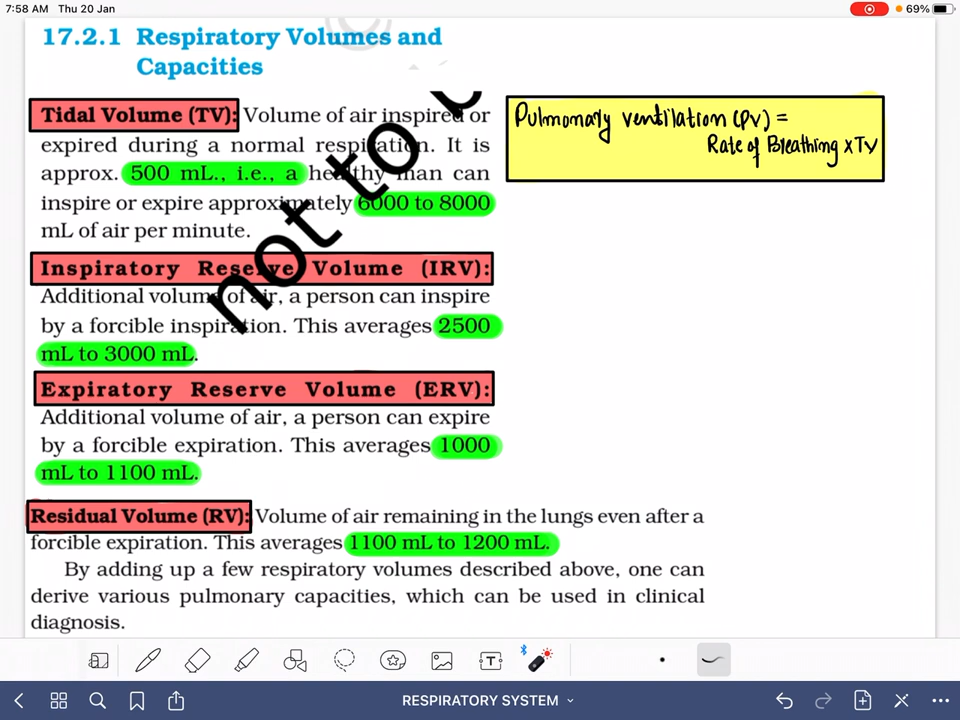 7:58 AM Thu 20 Jan
69%
17.2.1 Respiratory Volumes and
Capacities
Tidal Volume (TV): Volume of air inspired or
expired during a normal respiration. It is
approx. 500 mL., i.e., a healthy man can
inspire or expire approximately 6000 to 8000
mL of air per minute.
Pulmonary ventilation (PV) =
Rate of Breathing x TV
not to
Inspiratory Reserve Volume (IRV):
Additional volume of air, a person can inspire
by a forcible inspiration. This averages 2500
mL to 3000 mL.
Expiratory Reserve Volume (ERV):
Additional volume of air, a person can expire
by a forcible expiration. This averages 1000
mL to 1100 mL.
Residual Volume (RV): Volume of air remaining in the lungs even after a
forcible expiration. This averages 1100 mL to 1200 mL.
By adding up a few respiratory volumes described above, one can
derive various pulmonary capacities, which can be used in clinical
diagnosis.
T
RESPIRATORY SYSTEM